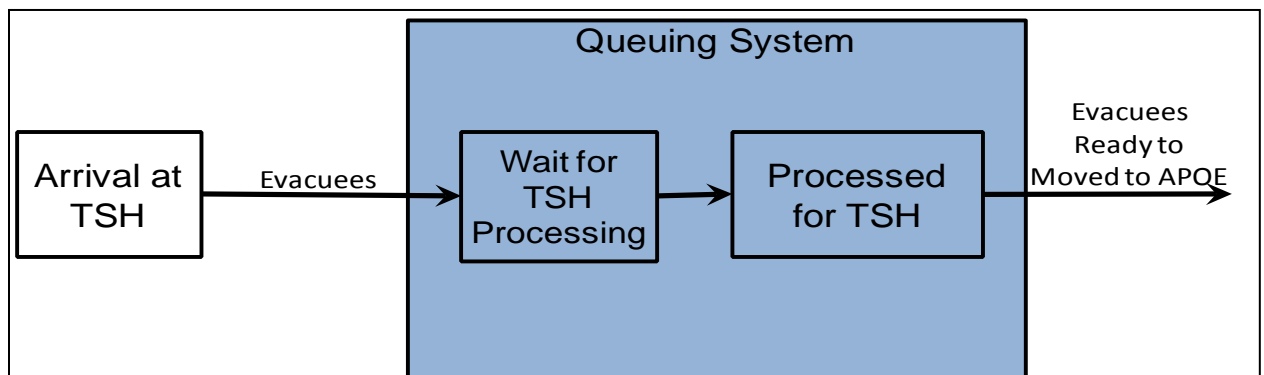 Queuing System
Arrival at
TSH
Evacuees
Wait for
TSH
Processing
Processed
for TSH
Evacuees
Ready to
Moved to APOE